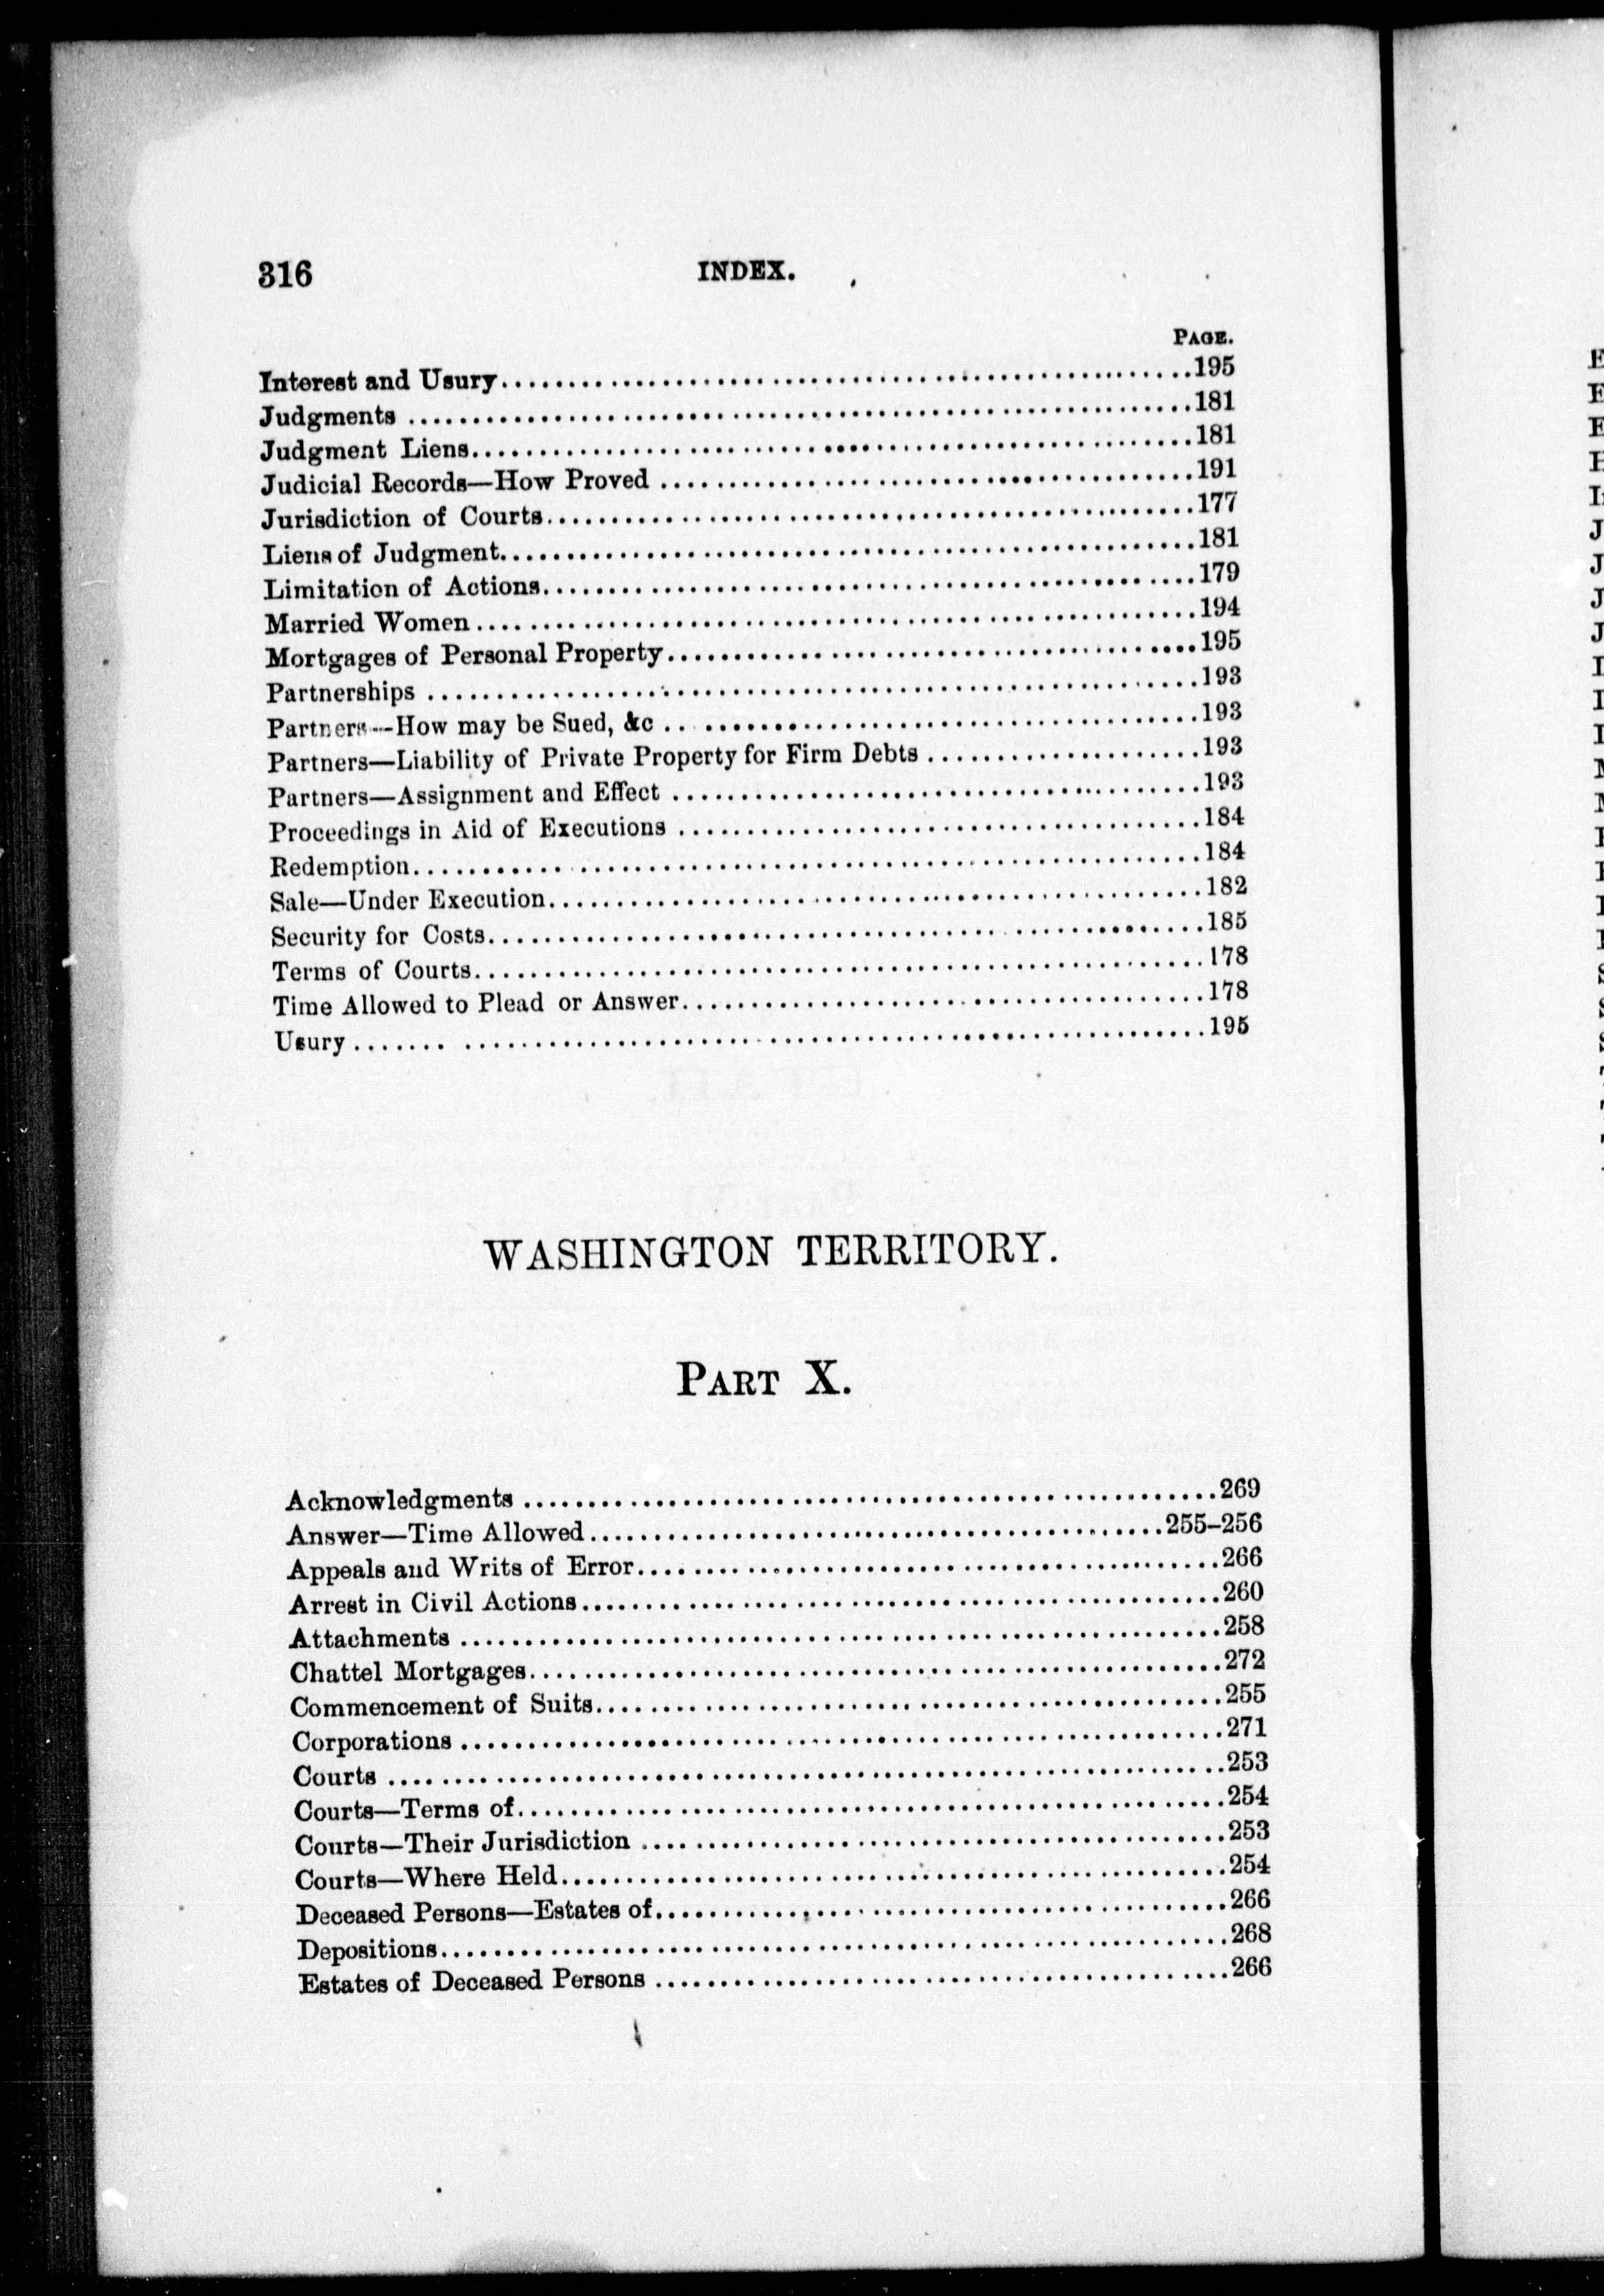 316 INDEX.
PAGE.
Interest and Usury........................................................195
Judgments ........................................................181
Judgment Liens........................................................181
Judicial Records—How Proved ........................................191
Jurisdiction of Courts................................................177
Liens of Judgment....................................................181
Limitation of Actions................................................179
Married Women ......................................................194
Mortgages of Personal Property.......................................195
Partnerships ........................................................193
Partners—How may be Sued, &c ........................................193
Partners—Liability of Private Property for Firm Debts ....................193
Partners—Assignment and Effect .......................................193
Proceedings in Aid of Executions ......................................184
Redemption..........................................................184
Sale—Under Execution................................................182
Security for Costs....................................................185
Terms of Courts.....................................................178
Time Allowed to Plead or Answer.......................................178
Usury ..............................................................195
WASHINGTON TERRITORY.
PART X.
Acknowledgments ....................................................269
Answer—Time Allowed...........................................255–256
Appeals and Writs of Error...........................................266
Arrest in Civil Actions...............................................260
Attachments ........................................................258
Chattel Mortgages...................................................272
Commencement of Suits..............................................255
Corporations ........................................................271
Courts .............................................................253
Courts—Terms of....................................................254
Courts—Their Jurisdiction ...........................................253
Courts—Where Held.................................................254
Deceased Persons—Estates of..........................................266
Depositions.........................................................268
Estates of Deceased Persons ..........................................266